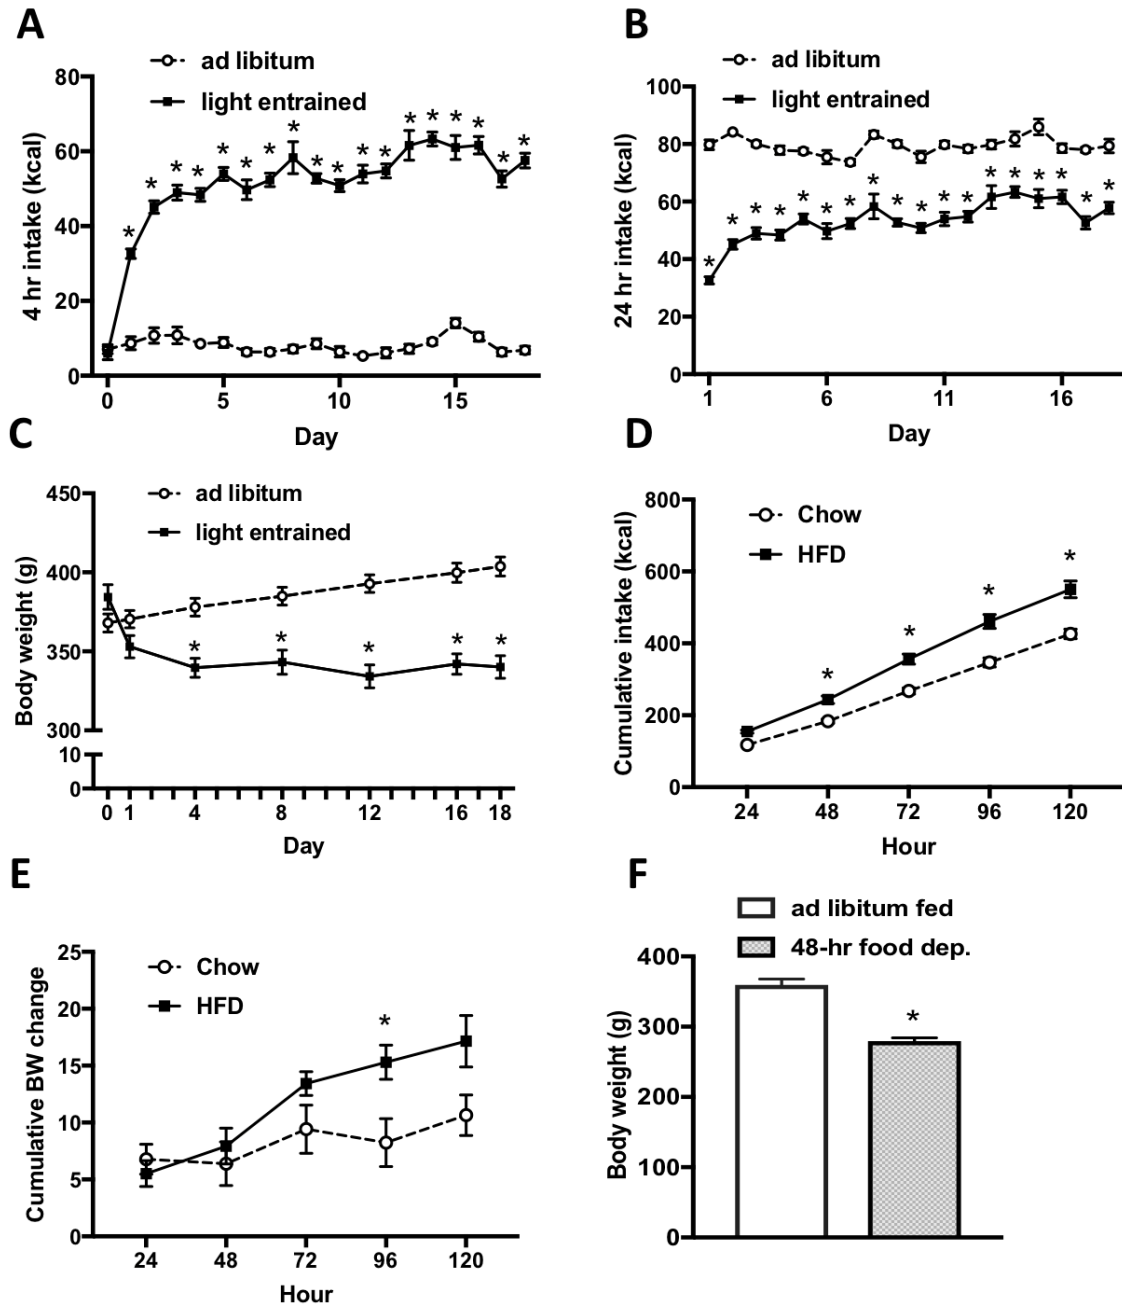 A
ad libitum
light entrained
80
60
40
20
0
4 hr intake (kcal)
* * * * * * * * * * * * * * * * * *
0 5 10 15
Day
B
ad libitum
light entrained
100
80
60
40
20
0
24 hr intake (kcal)
* * * * * * * * * * * * * * * * * *
1 6 11 16
Day
C
ad libitum
light entrained
450
400
350
300
10
0
Body weight (g)
* * * * *
0 1 4 8 12 16 18
Day
D
Chow
HFD
800
600
400
200
0
Cumulative intake (kcal)
* * * *
24 48 72 96 120
Hour
E
Chow
HFD
25
20
15
10
5
0
Cumulative BW change
*
24 48 72 96 120
Hour
F
ad libitum fed
48-hr food dep.
400
300
200
100
0
Body weight (g)
*